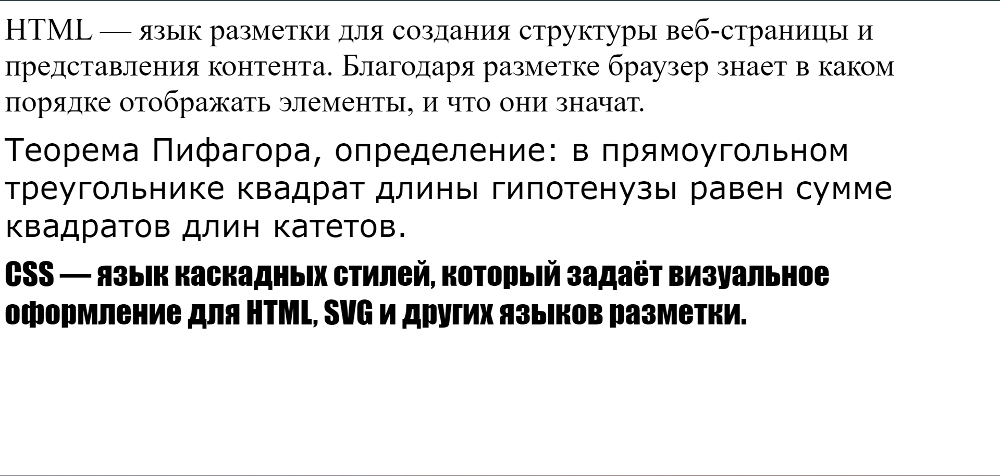 HTML — язык разметки для создания структуры веб-страницы и
представления контента. Благодаря разметке браузер знает в каком
порядке отображать элементы, и что они значат.
Теорема Пифагора, определение: в прямоугольном
треугольнике квадрат длины гипотенузы равен сумме
квадратов длин катетов.
CSS — язык каскадных стилей, который задаёт визуальное
оформление для HTML, SVG и других языков разметки.